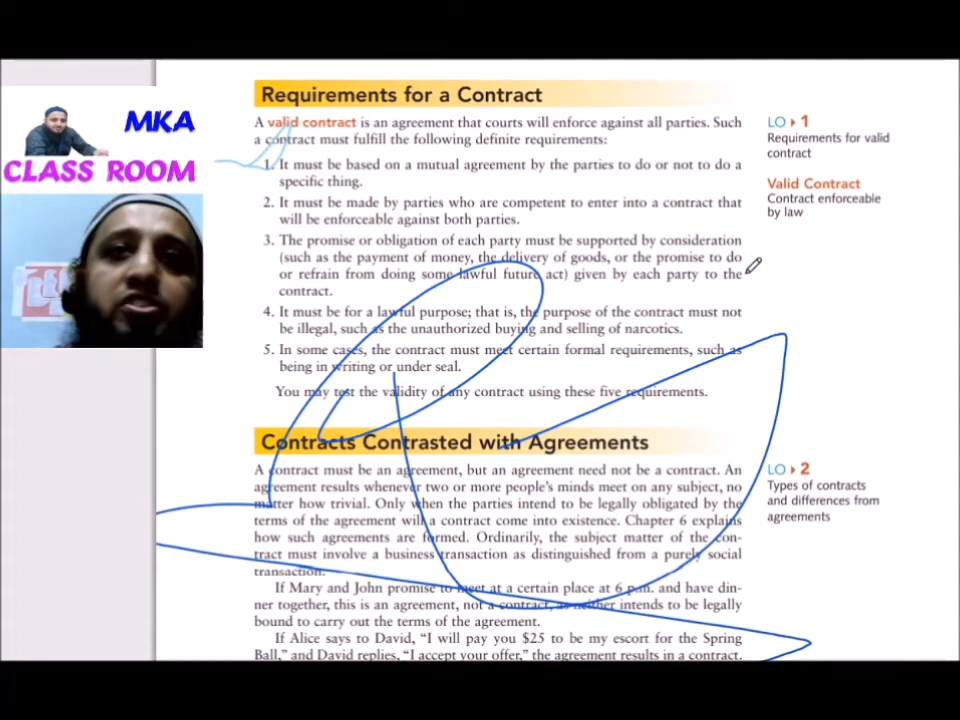 MKA
CLASS ROOM
Requirements for a Contract
A valid contract is an agreement that courts will enforce against all parties. Such
a contract must fulfill the following definite requirements:
1. It must be based on a mutual agreement by the parties to do or not to do a
specific thing.
2. It must be made by parties who are competent to enter into a contract that
will be enforceable against both parties.
3. The promise or obligation of each party must be supported by consideration
(such as the payment of money, the delivery of goods, or the promise to do
or refrain from doing some lawful future act) given by each party to the
contract.
4. It must be for a lawful purpose; that is, the purpose of the contract must not
be illegal, such as the unauthorized buying and selling of narcotics.
5. In some cases, the contract must meet certain formal requirements, such as
being in writing or under seal.
You may test the validity of any contract using these five requirements.
LO ▸ 1
Requirements for valid
contract
Valid Contract
Contract enforceable
by law
Contracts Contrasted with Agreements
A contract must be an agreement, but an agreement need not be a contract. An
agreement results whenever two or more people's minds meet on any subject, no
matter how trivial. Only when the parties intend to be legally obligated by the
terms of the agreement will a contract come into existence. Chapter 6 explains
how such agreements are formed. Ordinarily, the subject matter of the con-
tract must involve a business transaction as distinguished from a purely social
transaction.
If Mary and John promise to meet at a certain place at 6 p.m. and have din-
ner together, this is an agreement, not a contract, as neither intends to be legally
bound to carry out the terms of the agreement.
If Alice says to David, "I will pay you $25 to be my escort for the Spring
Ball," and David replies, "I accept your offer," the agreement results in a contract.
LO ▸ 2
Types of contracts
and differences from
agreements